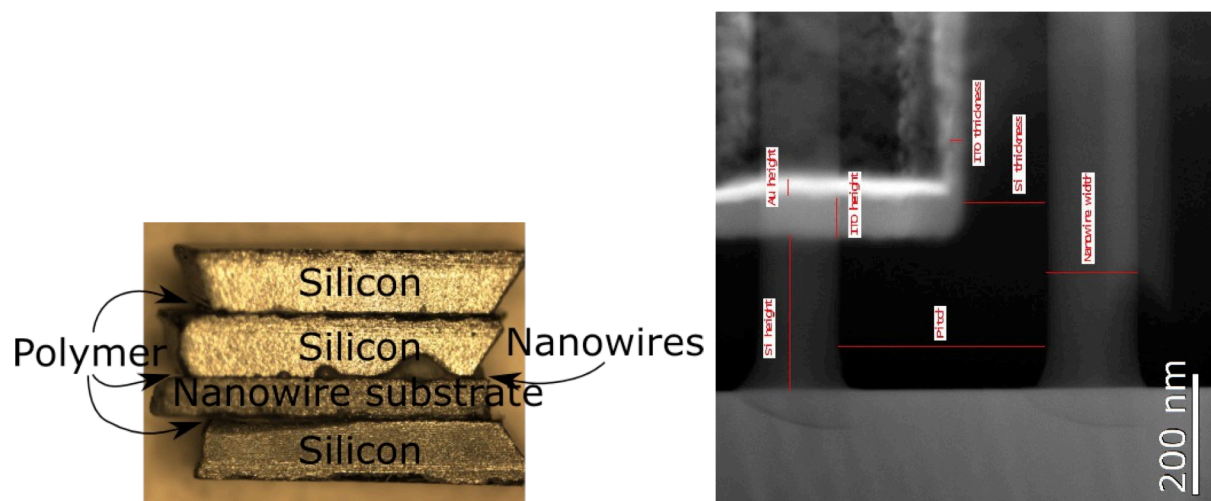 Silicon
Silicon
Polymer
Nanowires
Nanowire substrate
Silicon
Au height
ITO height
ITO thickness
Si thickness
Nanowire width
Si height
Pitch
200 nm